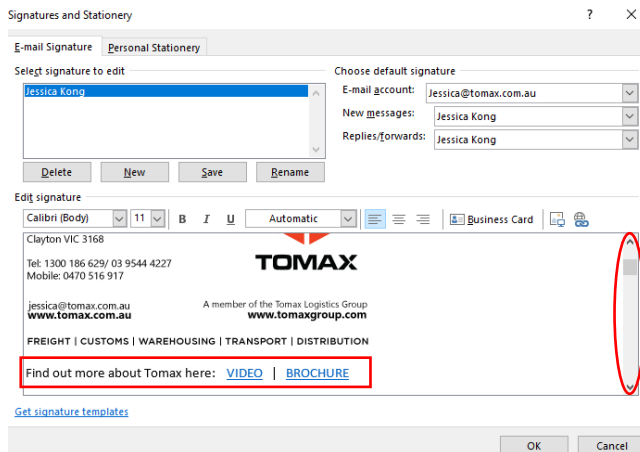 Signatures and Stationery ? ×
E-mail Signature Personal Stationery
Select signature to edit
Jessica Kong
Delete New Save Rename
Choose default signature
E-mail account: Jessica@tomax.com.au
New messages: Jessica Kong
Replies/forwards: Jessica Kong
Edit signature
Calibri (Body) 11 B I U Automatic Business Card
Clayton VIC 3168
Tel: 1300 186 629/ 03 9544 4227
Mobile: 0470 516 917
TOMAX
jessica@tomax.com.au A member of the Tomax Logistics Group
www.tomax.com.au www.tomaxgroup.com
FREIGHT | CUSTOMS | WAREHOUSING | TRANSPORT | DISTRIBUTION
Find out more about Tomax here: VIDEO | BROCHURE
Get signature templates
OK Cancel